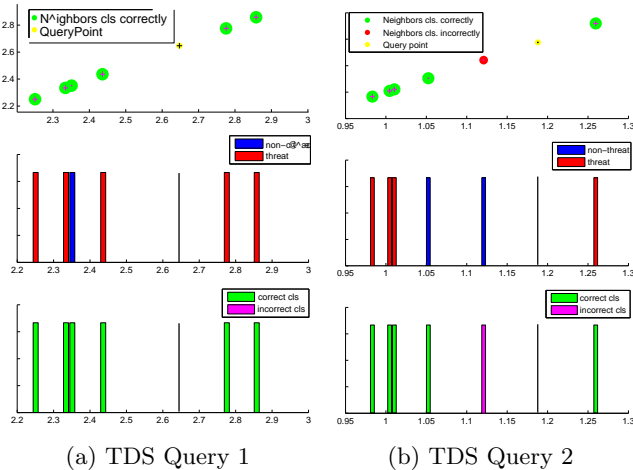 N^ighbors cls correctly
QueryPoint
2.8
2.6
2.4
2.2
2.2 2.3 2.4 2.5 2.6 2.7 2.8 2.9 3
threat
2.2 2.3 2.4 2.5 2.6 2.7 2.8 2.9 3
correct cls
incorrect cls
2.2 2.3 2.4 2.5 2.6 2.7 2.8 2.9 3
(a) TDS Query 1
Neighbors cls. correctly
Neighbors cls. incorrectly
Query point
0.95 1 1.05 1.1 1.15 1.2 1.25 1.3
non-threat
threat
0.95 1 1.05 1.1 1.15 1.2 1.25 1.3
correct cls
incorrect cls
0.95 1 1.05 1.1 1.15 1.2 1.25 1.3
(b) TDS Query 2